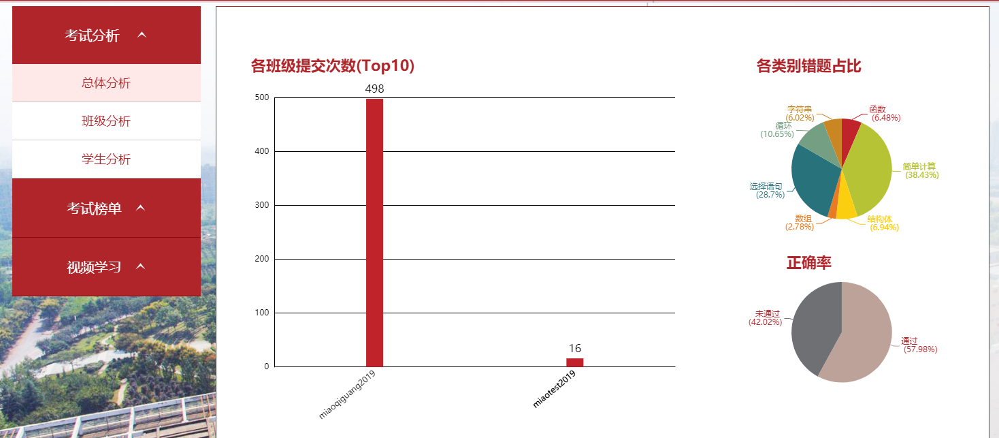 考试分析
总体分析
班级分析
学生分析
考试榜单
视频学习
各班级提交次数(Top10)
498
500
400
300
200
100
0
16
miaoqiguang2019
miaotest2019
各类别错题占比
字符串
(6.02%)
函数
(6.48%)
循环
(10.65%)
简单计算
(38.43%)
选择语句
(28.7%)
数组
(2.78%)
结构体
(6.94%)
正确率
未通过
(42.02%)
通过
(57.98%)